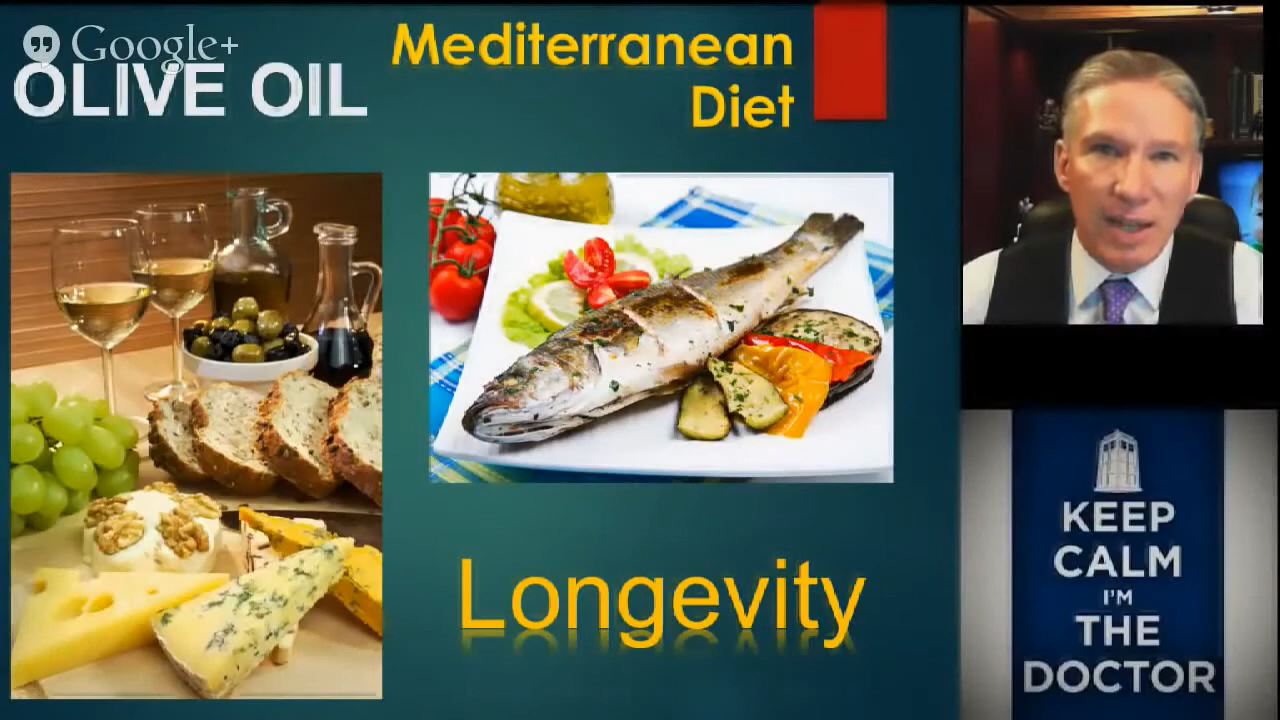 Google+
OLIVE OIL
Mediterranean
Diet
Longevity
KEEP
CALM
I'M
THE
DOCTOR